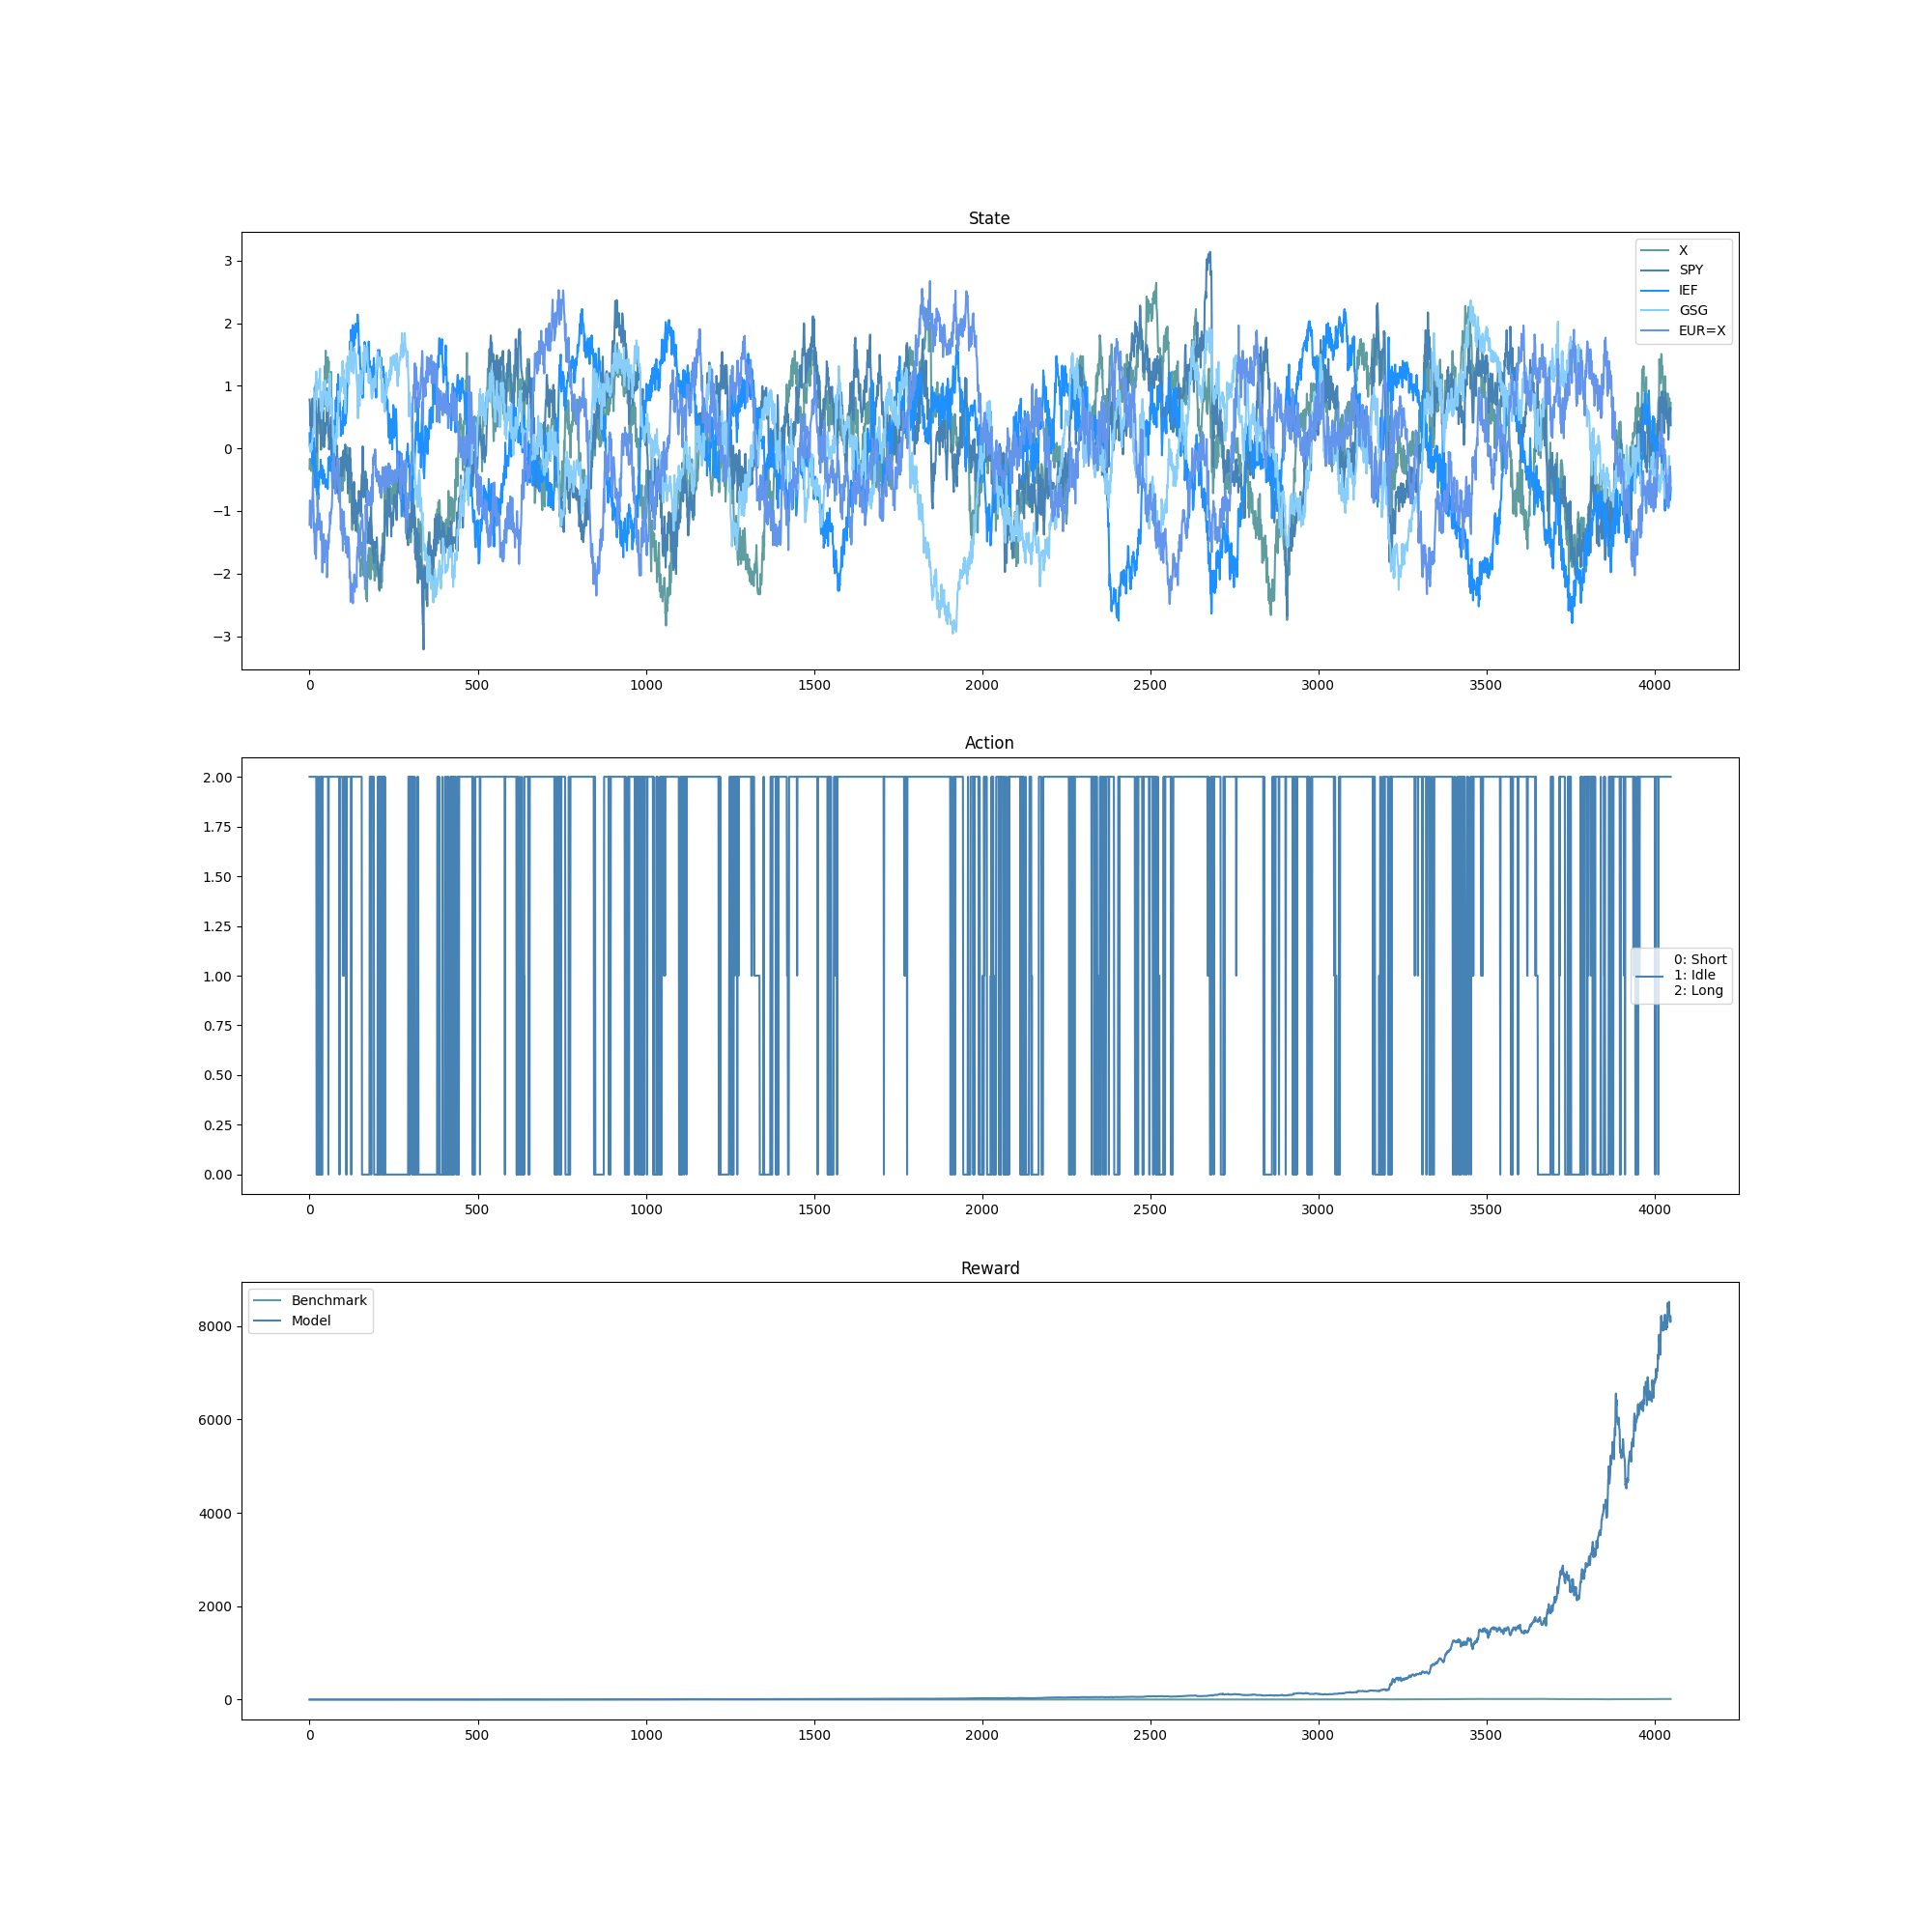 State
3
2
1
0
−1
−2
−3
X
SPY
IEF
GSG
EUR=X
0 500 1000 1500 2000 2500 3000 3500 4000
Action
2.00
1.75
1.50
1.25
1.00
0.75
0.50
0.25
0.00
0: Short
1: Idle
2: Long
0 500 1000 1500 2000 2500 3000 3500 4000
Reward
Benchmark
Model
8000
6000
4000
2000
0
0 500 1000 1500 2000 2500 3000 3500 4000